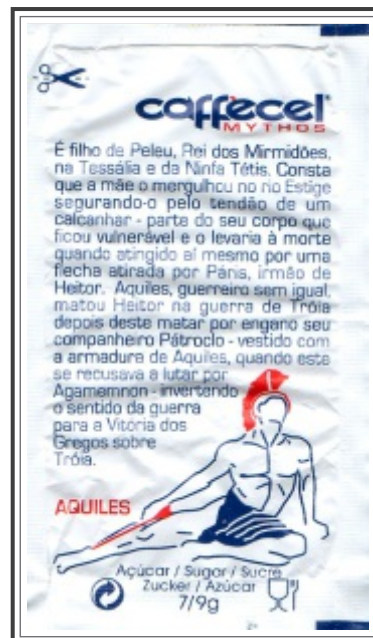 caffècel
MYTHOS
É filho de Peleu, Rei dos Mirmidões,
na Tessália e da Ninfa Tétis. Consta
que a mãe o mergulhou no rio Estige
segurando-o pelo tendão de um
calcanhar - parte do seu corpo que
ficou vulnerável e o levaria à morte
quando atingido aí mesmo por uma
flecha atirada por Páris, irmão de
Heitor. Aquiles, guerreiro sem igual,
matou Heitor na guerra de Tróia
depois deste matar por engano seu
companheiro Pátroclo - vestido com
a armadura de Aquiles, quando este
se recusava a lutar por
Agamemnon - invertendo
o sentido da guerra
para a Vitória dos
Gregos sobre
Tróia.
AQUILES
Açúcar / Sugar / Sucre
Zucker / Azúcar
7/9g